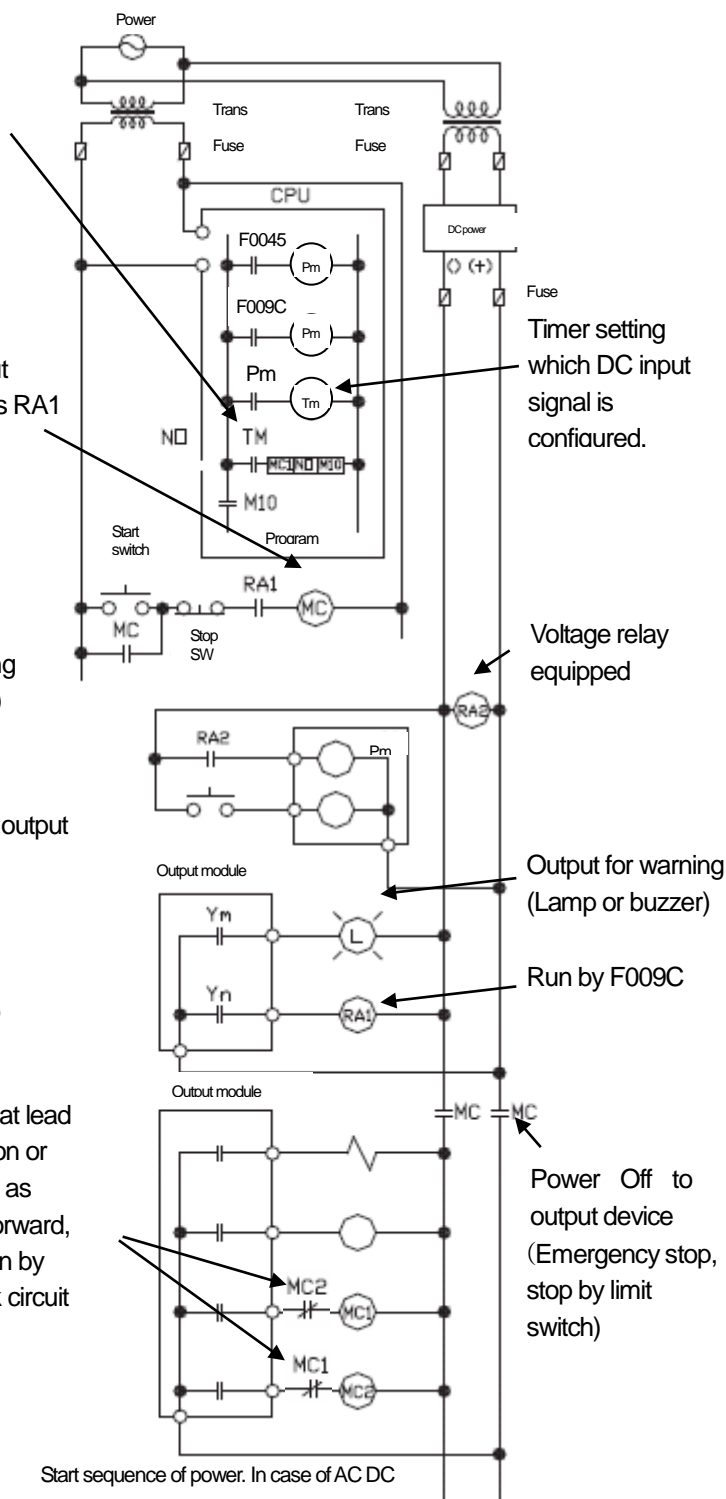 Power
Trans
Trans
Fuse
Fuse
CPU
F0045
Pm
DC power
() (+)
F009C
Pm
Fuse
Timer setting
which DC input
signal is
configured.
Pm
Tm
s RA1
N□
TM
MC1 N□ M10
M10
Program
Start
switch
RA1
MC
MC
Stop
SW
Voltage relay
equipped
RA2
RA2
Pm
output
Output module
Output for warning
(Lamp or buzzer)
Ym
L
Run by F009C
Yn
RA1
Output module
at lead
on or
as
orward,
n by
circuit
MC
MC
Power Off to
output device
(Emergency stop,
stop by limit
switch)
MC2
MC1
MC1
MC2
Start sequence of power. In case of AC DC